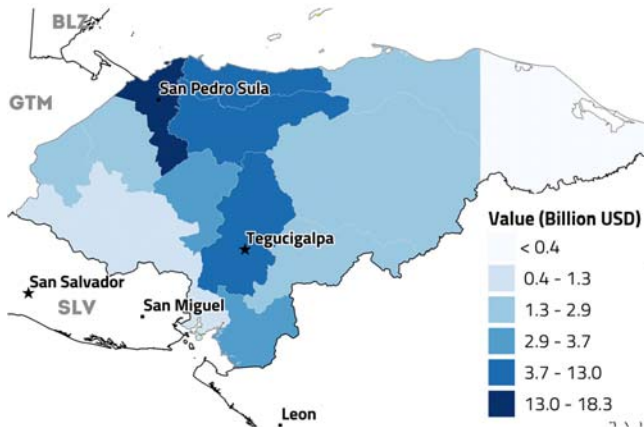 BLZ
San Pedro Sula
GTM
Tegucigalpa
San Salvador
SLV
San Miguel
Leon
Value (Billion USD)
< 0.4
0.4 - 1.3
1.3 - 2.9
2.9 - 3.7
3.7 - 13.0
13.0 - 18.3